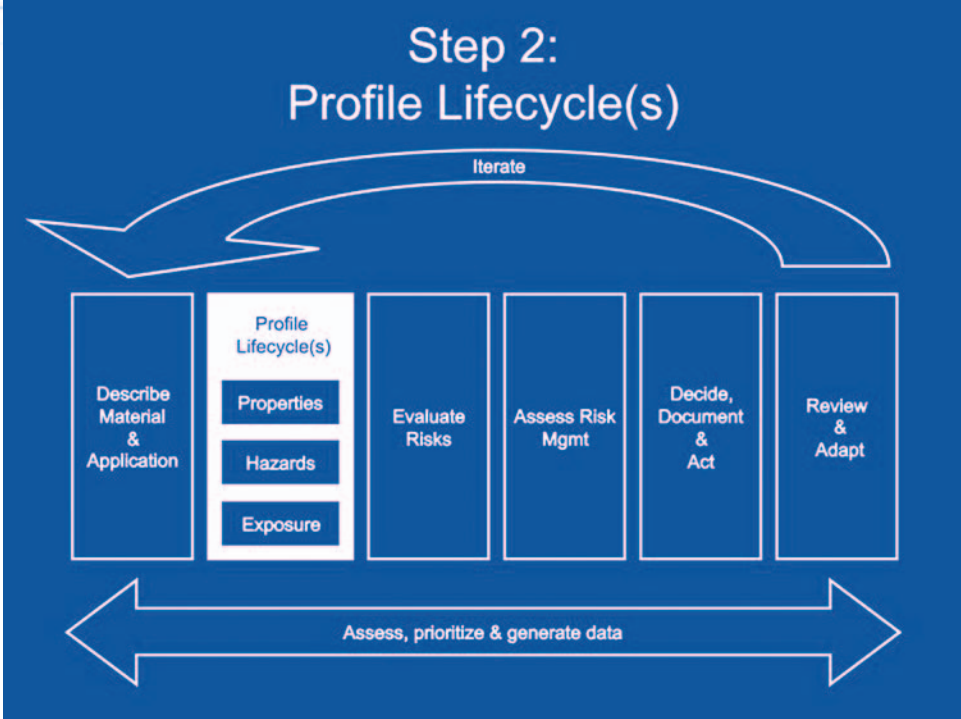 Step 2:
Profile Lifecycle(s)
Iterate
Describe
Material
&
Application
Profile
Lifecycle(s)
Properties
Hazards
Exposure
Evaluate
Risks
Assess Risk
Mgmt
Decide,
Document
&
Act
Review
&
Adapt
Assess, prioritize & generate data